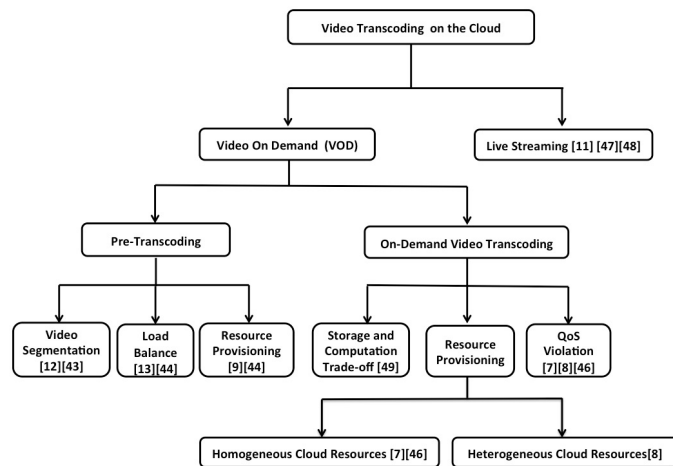 Video Transcoding on the Cloud
Video On Demand (VOD)
Live Streaming [11] [47][48]
Pre-Transcoding
On-Demand Video Transcoding
Video
Segmentation
[12][43]
Load
Balance
[13][44]
Resource
Provisioning
[9][44]
Storage and
Computation
Trade-off [49]
Resource
Provisioning
QoS
Violation
[7][8][46]
Homogeneous Cloud Resources [7][46]
Heterogeneous Cloud Resources[8]